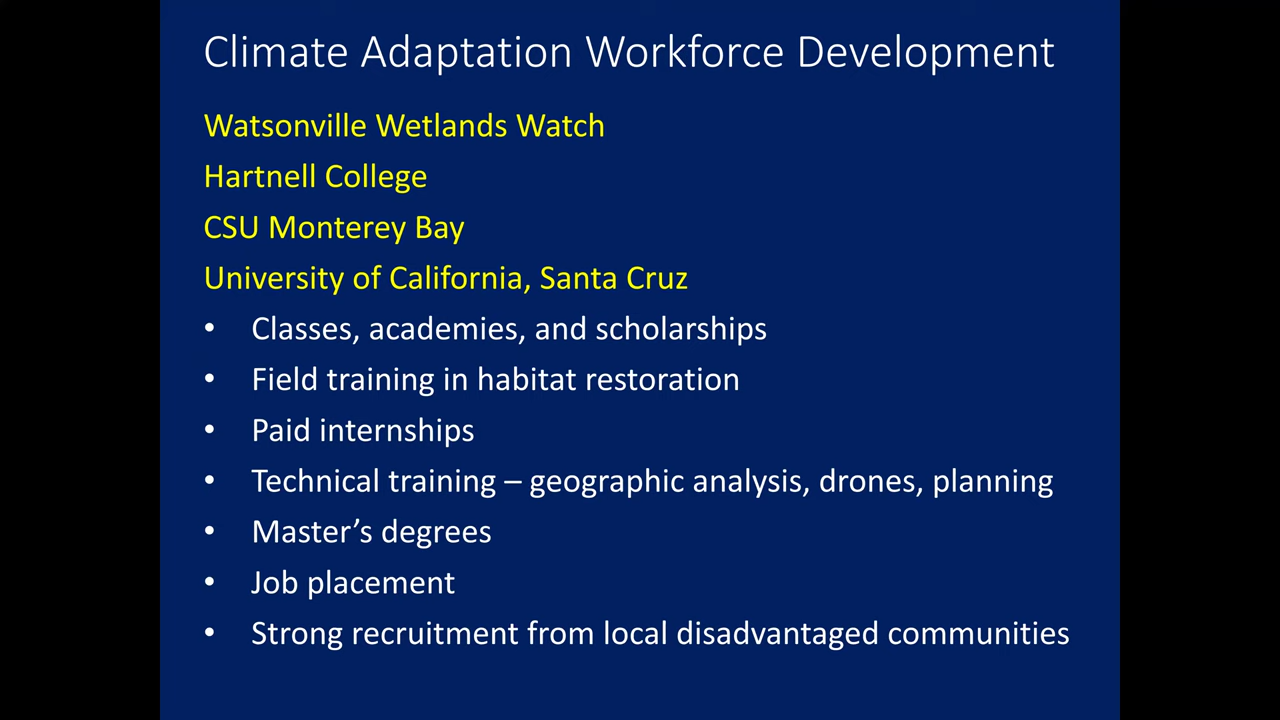 Climate Adaptation Workforce Development
Watsonville Wetlands Watch
Hartnell College
CSU Monterey Bay
University of California, Santa Cruz
• Classes, academies, and scholarships
• Field training in habitat restoration
• Paid internships
• Technical training – geographic analysis, drones, planning
• Master’s degrees
• Job placement
• Strong recruitment from local disadvantaged communities